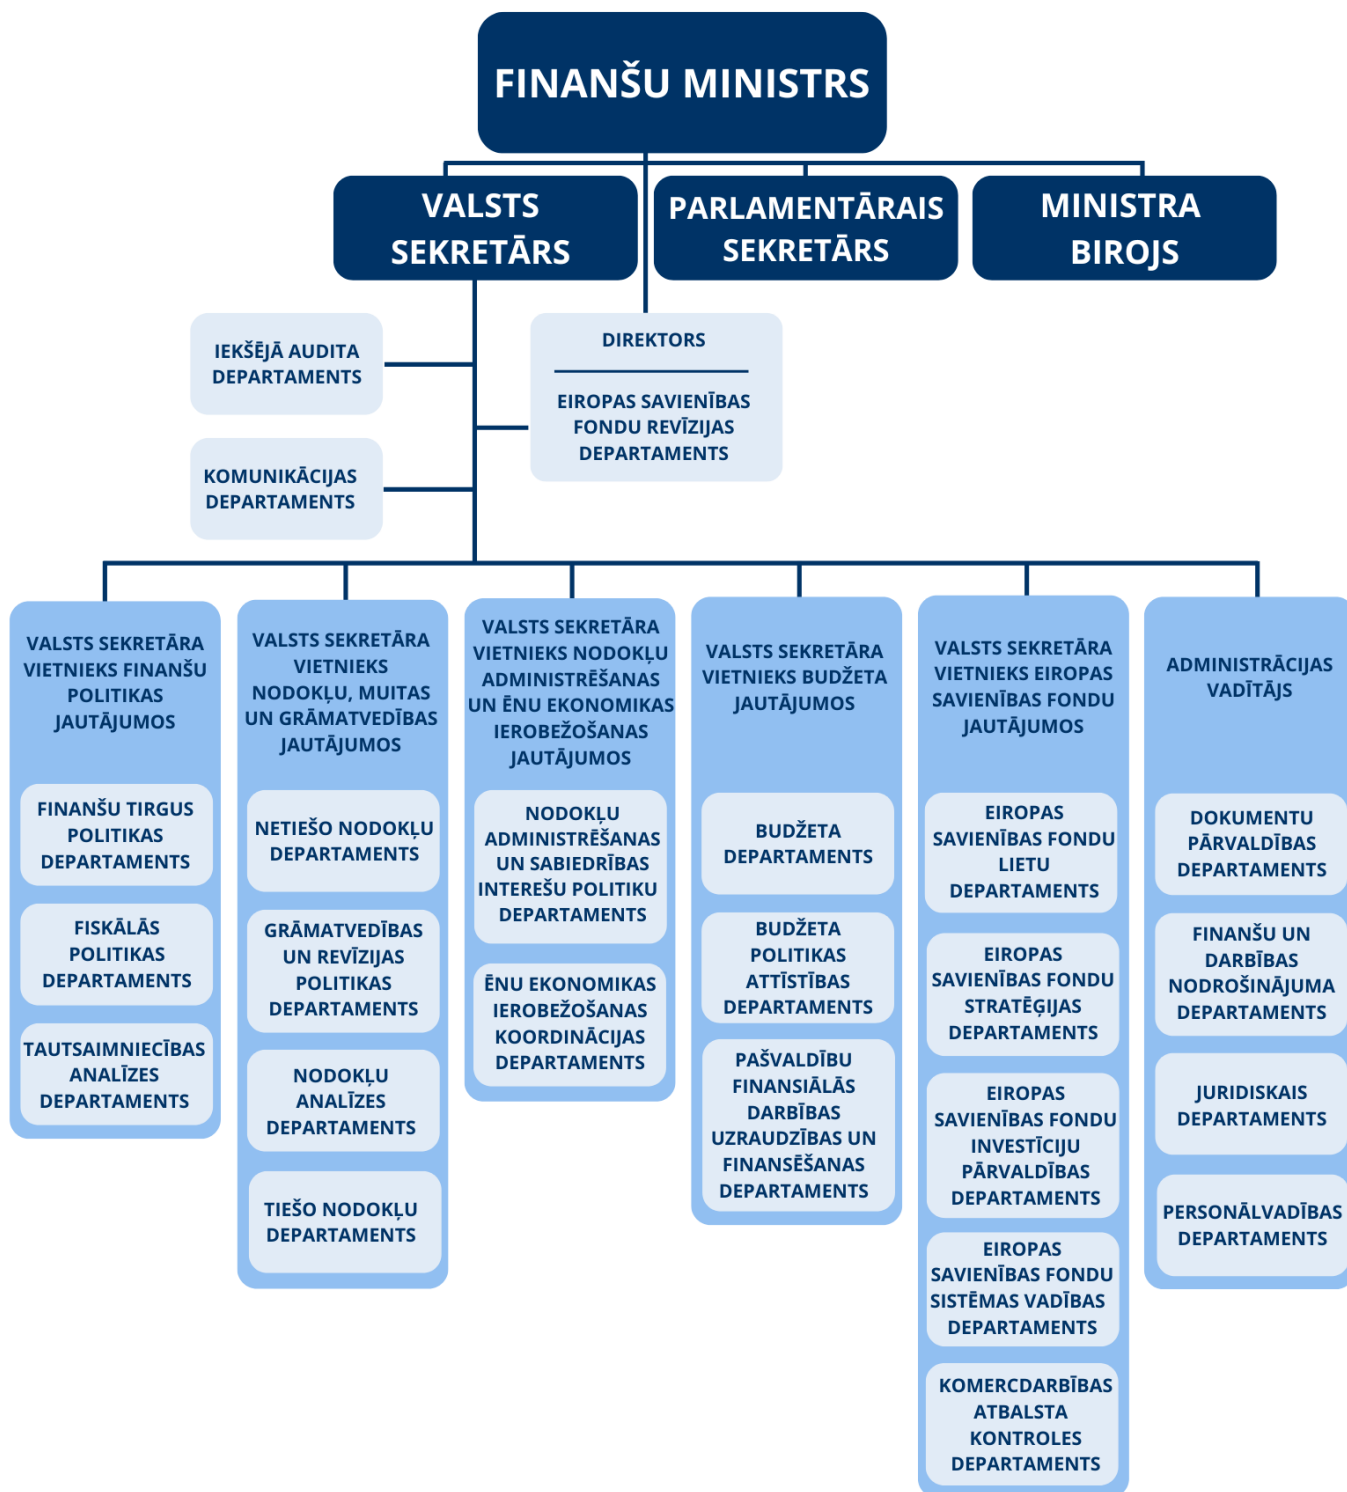 FINANŠU MINISTRS
VALSTS
SEKRETĀRS
PARLAMENTĀRAIS
SEKRETĀRS
MINISTRA
BIROJS
IEKŠĒJĀ AUDITA
DEPARTAMENTS
DIREKTORS
EIROPAS SAVIENĪBAS
FONDU REVĪZIJAS
DEPARTAMENTS
KOMUNIKĀCIJAS
DEPARTAMENTS
VALSTS SEKRETĀRA
VIETNIEKS FINANŠU
POLITIKAS
JAUTĀJUMOS
FINANŠU TIRGUS
POLITIKAS
DEPARTAMENTS
FISKĀLĀS
POLITIKAS
DEPARTAMENTS
TAUTSAIMNIECĪBAS
ANALĪZES
DEPARTAMENTS
VALSTS SEKRETĀRA
VIETNIEKS
NODOKĻU, MUITAS
UN GRĀMATVEDĪBAS
JAUTĀJUMOS
NETIEŠO NODOKĻU
DEPARTAMENTS
GRĀMATVEDĪBAS
UN REVĪZIJAS
POLITIKAS
DEPARTAMENTS
NODOKĻU
ANALĪZES
DEPARTAMENTS
TIEŠO NODOKĻU
DEPARTAMENTS
VALSTS SEKRETĀRA
VIETNIEKS NODOKĻU
ADMINISTRĒŠANAS
UN ĒNU EKONOMIKAS
IEROBEŽOŠANAS
JAUTĀJUMOS
NODOKĻU
ADMINISTRĒŠANAS
UN SABIEDRĪBAS
INTEREŠU POLITIKU
DEPARTAMENTS
ĒNU EKONOMIKAS
IEROBEŽOŠANAS
KOORDINĀCIJAS
DEPARTAMENTS
VALSTS SEKRETĀRA
VIETNIEKS BUDŽETA
JAUTĀJUMOS
BUDŽETA
DEPARTAMENTS
BUDŽETA
POLITIKAS
ATTĪSTĪBAS
DEPARTAMENTS
PAŠVALDĪBU
FINANSIĀLĀS
DARBĪBAS
UZRAUDZĪBAS UN
FINANSĒŠANAS
DEPARTAMENTS
VALSTS SEKRETĀRA
VIETNIEKS EIROPAS
SAVIENĪBAS FONDU
JAUTĀJUMOS
EIROPAS
SAVIENĪBAS FONDU
LIETU
DEPARTAMENTS
EIROPAS
SAVIENĪBAS FONDU
STRATĒĢIJAS
DEPARTAMENTS
EIROPAS
SAVIENĪBAS FONDU
INVESTĪCIJU
PĀRVALDĪBAS
DEPARTAMENTS
EIROPAS
SAVIENĪBAS FONDU
SISTĒMAS VADĪBAS
DEPARTAMENTS
KOMERCDARBĪBAS
ATBALSTA
KONTROLES
DEPARTAMENTS
ADMINISTRĀCIJAS
VADĪTĀJS
DOKUMENTU
PĀRVALDĪBAS
DEPARTAMENTS
FINANŠU UN
DARBĪBAS
NODROŠINĀJUMA
DEPARTAMENTS
JURIDISKAIS
DEPARTAMENTS
PERSONĀLVADĪBAS
DEPARTAMENTS